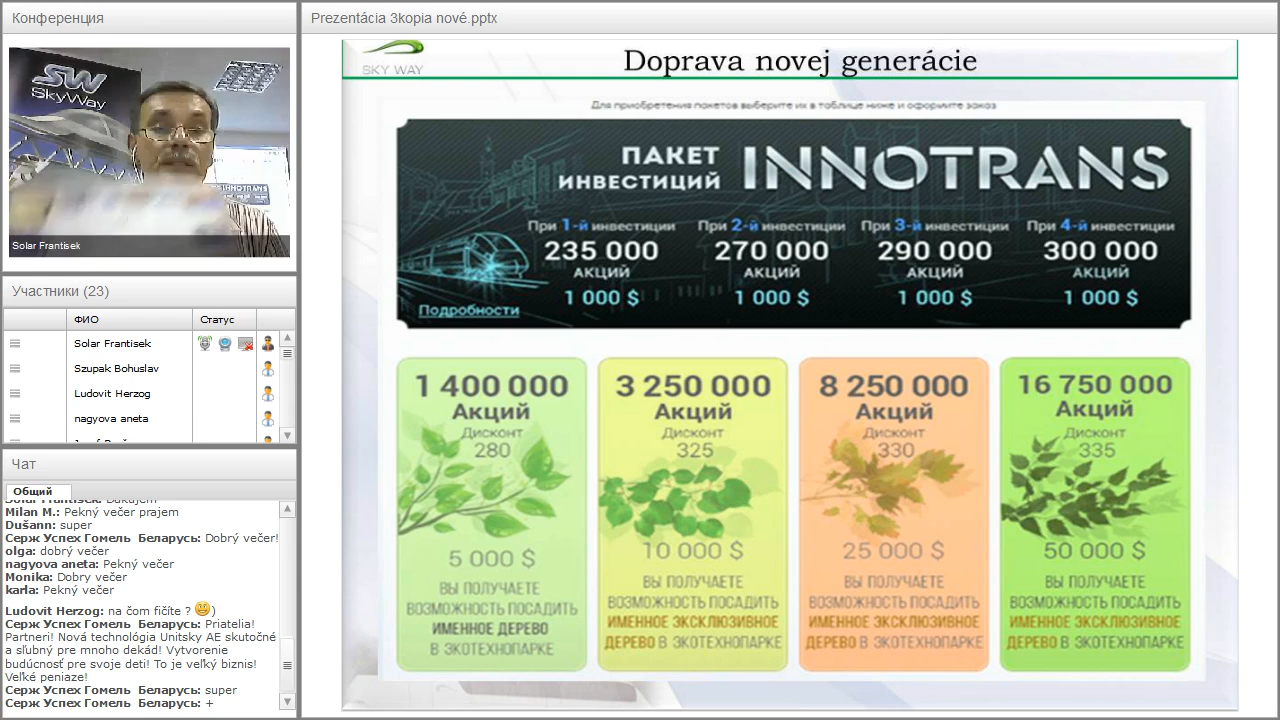 Конференция
SW
SkyWay
INNOTRANS
Solar Frantisek
Участники (23)
ФИО
Статус
Solar Frantisek
Szupak Bohuslav
Ludovit Herzog
nagyova aneta
Чат
Общий
Solar Frantisek: Ďakujem
Milan M.: Pekný večer prajem
Dušann: super
Серж Успех Гомель Беларусь: Dobrý večer!
olga: dobrý večer
nagyova aneta: Pekný večer
Monika: Dobry večer
karla: Pekný večer
Ludovit Herzog: na čom fičíte ? )
Серж Успех Гомель Беларусь: Priatelia!
Partneri! Nová technológia Unitsky AE skutočné
a sľubný pre mnoho dekád! Vytvorenie
budúcnosť pre svoje deti! To je veľký biznis!
Veľké peniaze!
Серж Успех Гомель Беларусь: super
Серж Успех Гомель Беларусь: +
Prezentácia 3kopia nové.pptx
SKY WAY
Doprava novej generácie
Для приобретения пакетов выберите их в таблице ниже и оформите заказ
ПАКЕТ
ИНВЕСТИЦИЙ
INNOTRANS
При 1-й инвестиции
235 000
АКЦИЙ
1 000 $
При 2-й инвестиции
270 000
АКЦИЙ
1 000 $
При 3-й инвестиции
290 000
АКЦИЙ
1 000 $
При 4-й инвестиции
300 000
АКЦИЙ
1 000 $
Подробности
1 400 000
Акций
Дисконт
280
5 000 $
ВЫ ПОЛУЧАЕТЕ
ВОЗМОЖНОСТЬ ПОСАДИТЬ
ИМЕННОЕ ДЕРЕВО
В ЭКОТЕХНОПАРКЕ
3 250 000
Акций
Дисконт
325
10 000 $
ВЫ ПОЛУЧАЕТЕ
ВОЗМОЖНОСТЬ ПОСАДИТЬ
ИМЕННОЕ ЭКСКЛЮЗИВНОЕ
ДЕРЕВО В ЭКОТЕХНОПАРКЕ
8 250 000
Акций
Дисконт
330
25 000 $
ВЫ ПОЛУЧАЕТЕ
ВОЗМОЖНОСТЬ ПОСАДИТЬ
ИМЕННОЕ ЭКСКЛЮЗИВНОЕ
ДЕРЕВО В ЭКОТЕХНОПАРКЕ
16 750 000
Акций
Дисконт
335
50 000 $
ВЫ ПОЛУЧАЕТЕ
ВОЗМОЖНОСТЬ ПОСАДИТЬ
ИМЕННОЕ ЭКСКЛЮЗИВНОЕ
ДЕРЕВО В ЭКОТЕХНОПАРКЕ